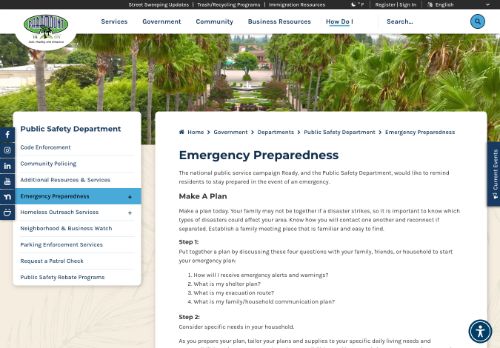 Street Sweeping Updates | Trash/Recycling Programs | Immigration Resources
° F | Register | Sign In | English
PARAMOUNT
Services Government Community Business Resources How Do I Search...
Public Safety Department
Code Enforcement
Community Policing
Additional Resources & Services
Emergency Preparedness +
Homeless Outreach Services +
Neighborhood & Business Watch
Parking Enforcement Services
Request a Patrol Check
Public Safety Rebate Programs
Home > Government > Departments > Public Safety Department > Emergency Preparedness
Emergency Preparedness
The national public service campaign Ready, and the Public Safety Department, would like to remind
residents to stay prepared in the event of an emergency.
Make A Plan
Make a plan today. Your family may not be together if a disaster strikes, so it is important to know which
types of disasters could affect your area. Know how you will contact one another and reconnect if
separated. Establish a family meeting place that is familiar and easy to find.
Step 1:
Put together a plan by discussing these four questions with your family, friends, or household to start
your emergency plan:
1. How will I receive emergency alerts and warnings?
2. What is my shelter plan?
3. What is my evacuation route?
4. What is my family/household communication plan?
Step 2:
Consider specific needs in your household.
As you prepare your plan, tailor your plans and supplies to your specific daily living needs and
Current Events